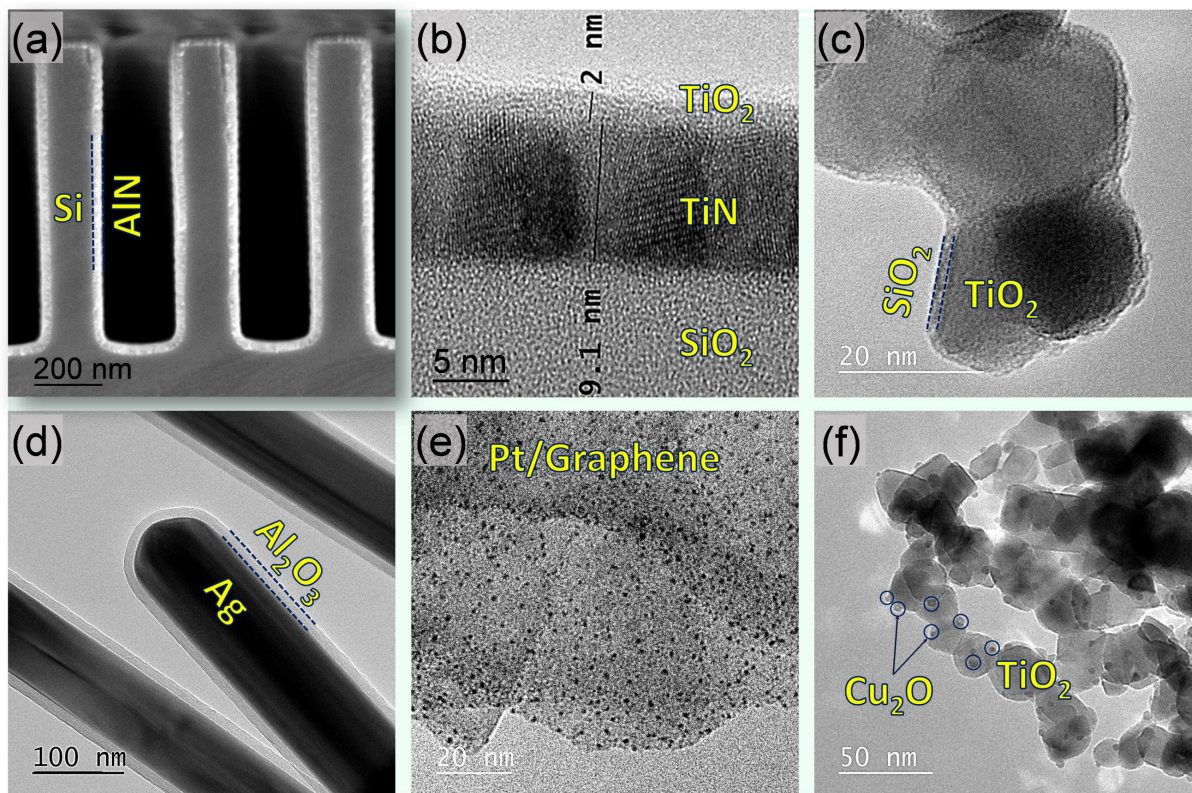 (a)
Si
AlN
200 nm
(b)
2 nm
TiO₂
TiN
9.1 nm
SiO₂
5 nm
(c)
SiO₂
TiO₂
20 nm
(d)
Al₂O₃
Ag
100 nm
(e)
Pt/Graphene
20 nm
(f)
Cu₂O
TiO₂
50 nm